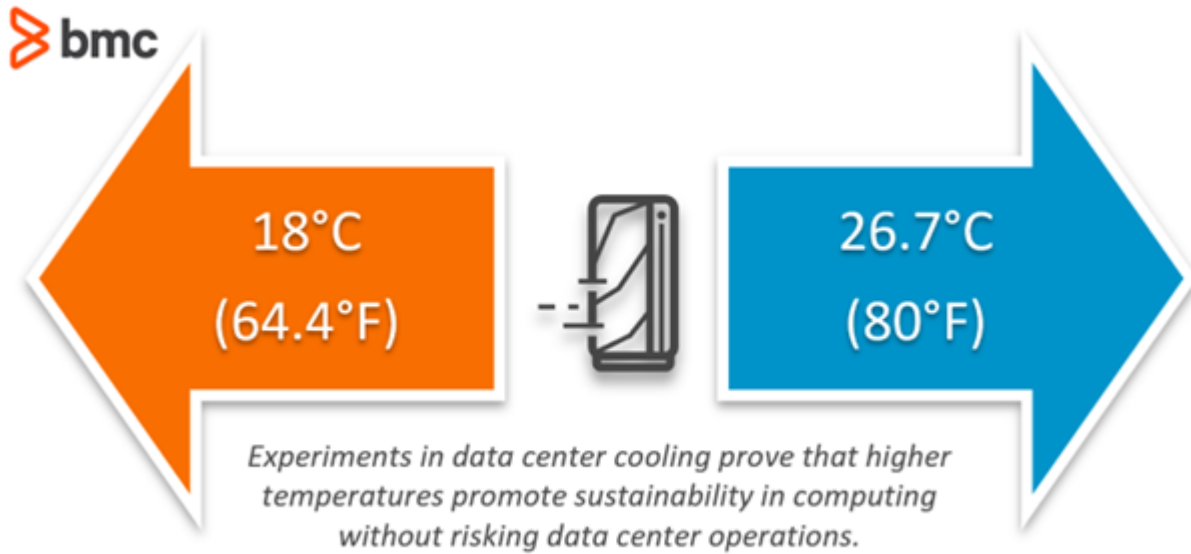 bmc
18°C
(64.4°F)
26.7°C
(80°F)
Experiments in data center cooling prove that higher
temperatures promote sustainability in computing
without risking data center operations.